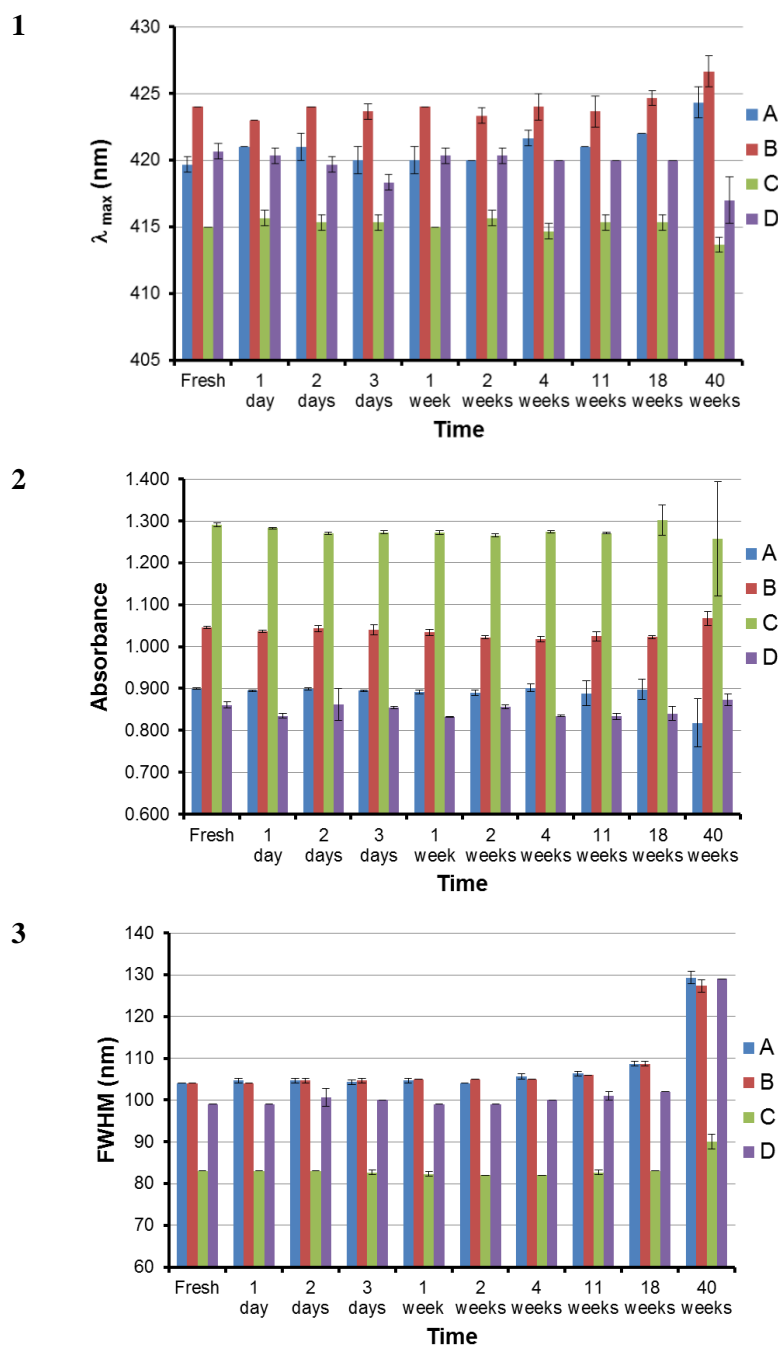 1
λ max (nm)
430
425
420
415
410
405
Fresh 1 day 2 days 3 days 1 week 2 weeks 4 weeks 11 weeks 18 weeks 40 weeks
Time
A
B
C
D
2
Absorbance
1.400
1.300
1.200
1.100
1.000
0.900
0.800
0.700
0.600
Fresh 1 day 2 days 3 days 1 week 2 weeks 4 weeks 11 weeks 18 weeks 40 weeks
Time
A
B
C
D
3
FWHM (nm)
140
130
120
110
100
90
80
70
60
Fresh 1 day 2 days 3 days 1 week 2 weeks 4 weeks 11 weeks 18 weeks 40 weeks
Time
A
B
C
D